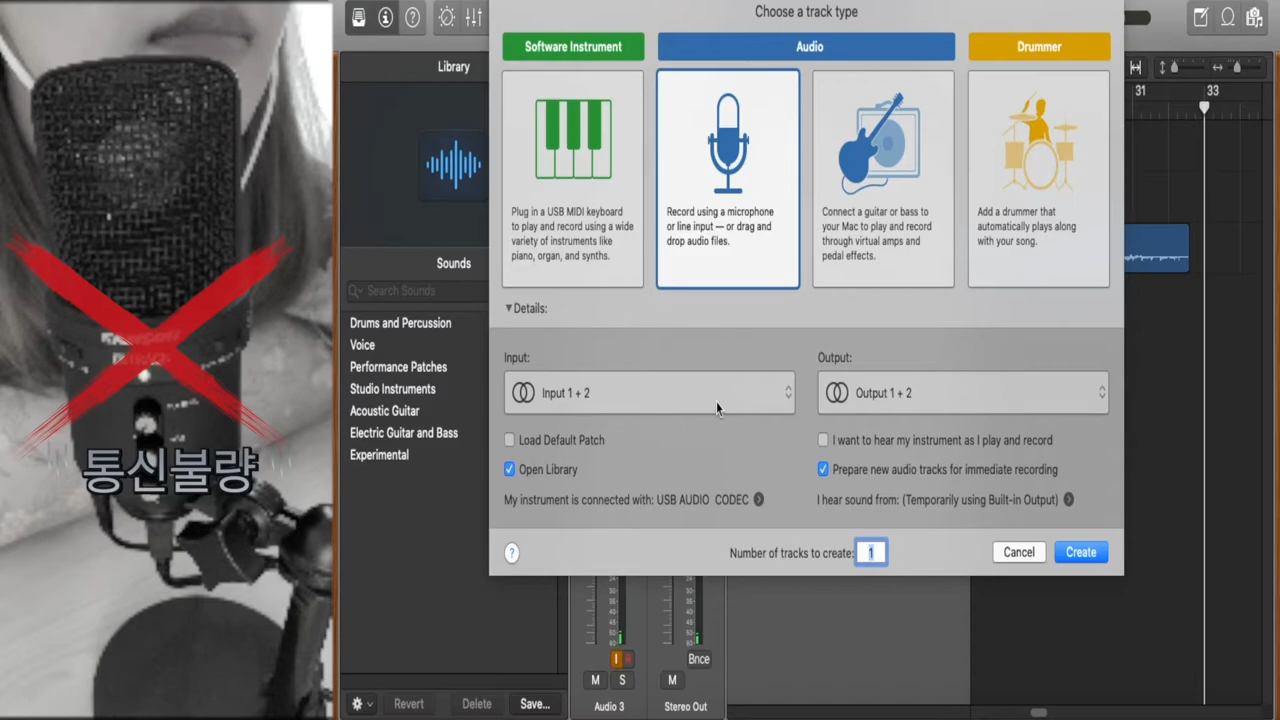 통신불량
Choose a track type
Software Instrument
Audio
Drummer
Plug in a USB MIDI keyboard
to play and record using a wide
variety of instruments like
piano, organ, and synths.
Record using a microphone
or line input — or drag and
drop audio files.
Connect a guitar or bass to
your Mac to play and record
through virtual amps and
pedal effects.
Add a drummer that
automatically plays along
with your song.
Details:
Input:
Input 1 + 2
Output:
Output 1 + 2
Load Default Patch
Open Library
My instrument is connected with: USB AUDIO CODEC
I want to hear my instrument as I play and record
Prepare new audio tracks for immediate recording
I hear sound from: (Temporarily using Built-in Output)
?
Number of tracks to create: 1
Cancel
Create
Library
Sounds
Search Sounds
Drums and Percussion
Voice
Performance Patches
Studio Instruments
Acoustic Guitar
Electric Guitar and Bass
Experimental
Revert
Delete
Save...
31
33
I R
Bnce
M S
M
Audio 3
Stereo Out